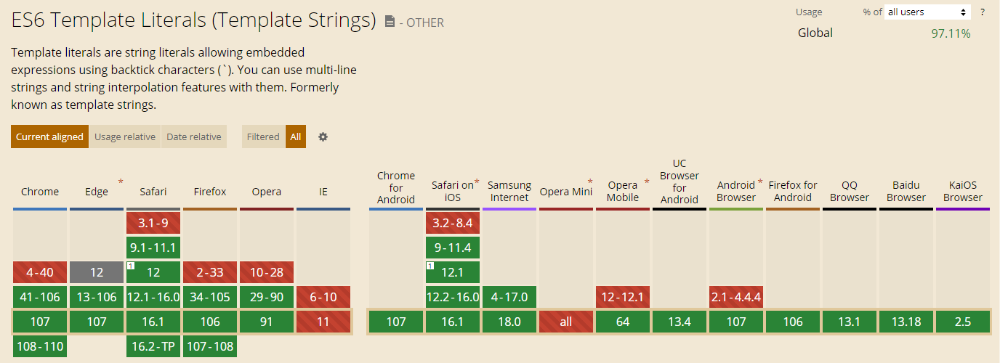 ES6 Template Literals (Template Strings) - OTHER
Usage % of all users ?
Global 97.11%
Template literals are string literals allowing embedded
expressions using backtick characters (`). You can use multi-line
strings and string interpolation features with them. Formerly
known as template strings.
Current aligned Usage relative Date relative Filtered All
Chrome Edge * Safari Firefox Opera IE Chrome for Android Safari on iOS * Samsung Internet Opera Mini * Opera Mobile * UC Browser for Android Android Browser * Firefox for Android QQ Browser Baidu Browser KaiOS Browser
3.1-9 3.2-8.4
9.1-11.1 9-11.4
4-40 12 1 12 2-33 10-28 1 12.1
41-106 13-106 12.1-16.0 34-105 29-90 6-10 12.2-16.0 4-17.0 12-12.1 2.1-4.4.4
107 107 16.1 106 91 11 107 16.1 18.0 all 64 13.4 107 106 13.1 13.18 2.5
108-110 16.2-TP 107-108